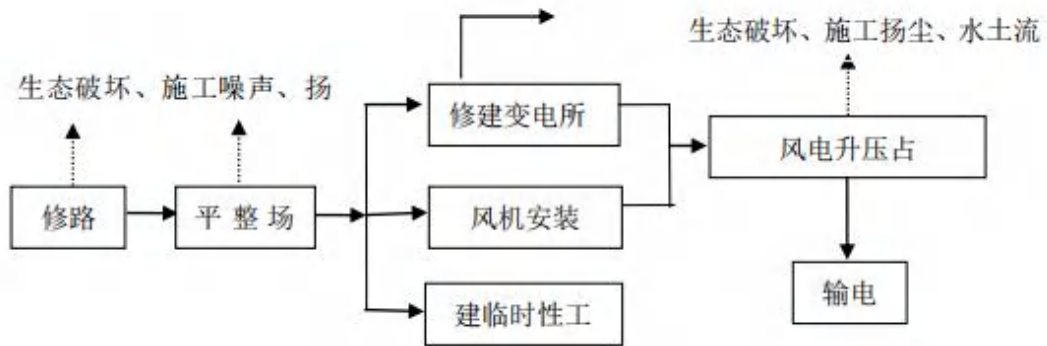 生态破坏、施工扬尘、水土流
生态破坏、施工噪声、扬
修建变电所
风电升压占
修路
平 整 场
风机安装
输电
建临时性工